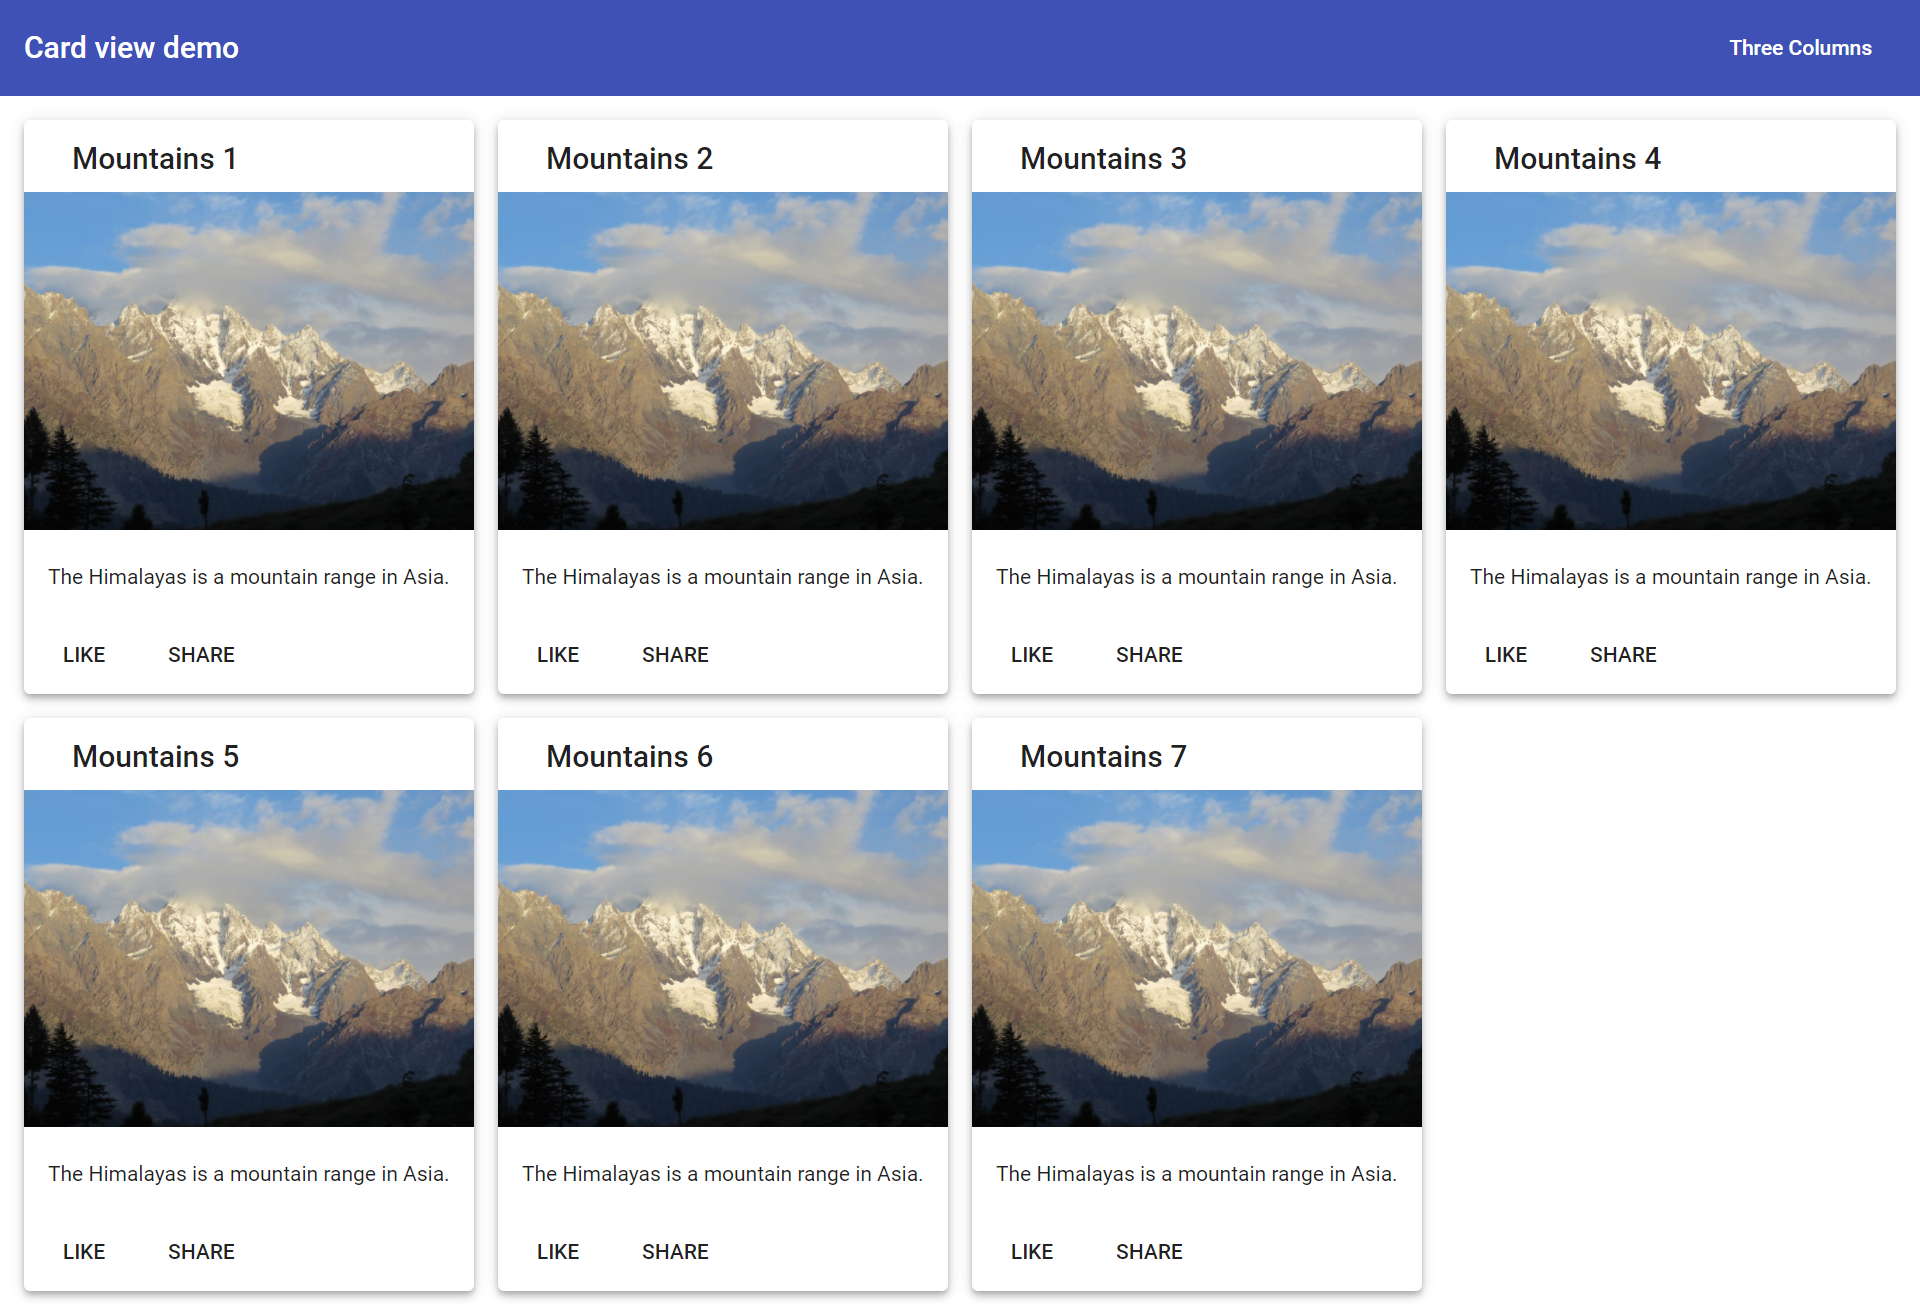 Card view demo
Three Columns
Mountains 1
The Himalayas is a mountain range in Asia.
LIKE SHARE
Mountains 2
The Himalayas is a mountain range in Asia.
LIKE SHARE
Mountains 3
The Himalayas is a mountain range in Asia.
LIKE SHARE
Mountains 4
The Himalayas is a mountain range in Asia.
LIKE SHARE
Mountains 5
The Himalayas is a mountain range in Asia.
LIKE SHARE
Mountains 6
The Himalayas is a mountain range in Asia.
LIKE SHARE
Mountains 7
The Himalayas is a mountain range in Asia.
LIKE SHARE